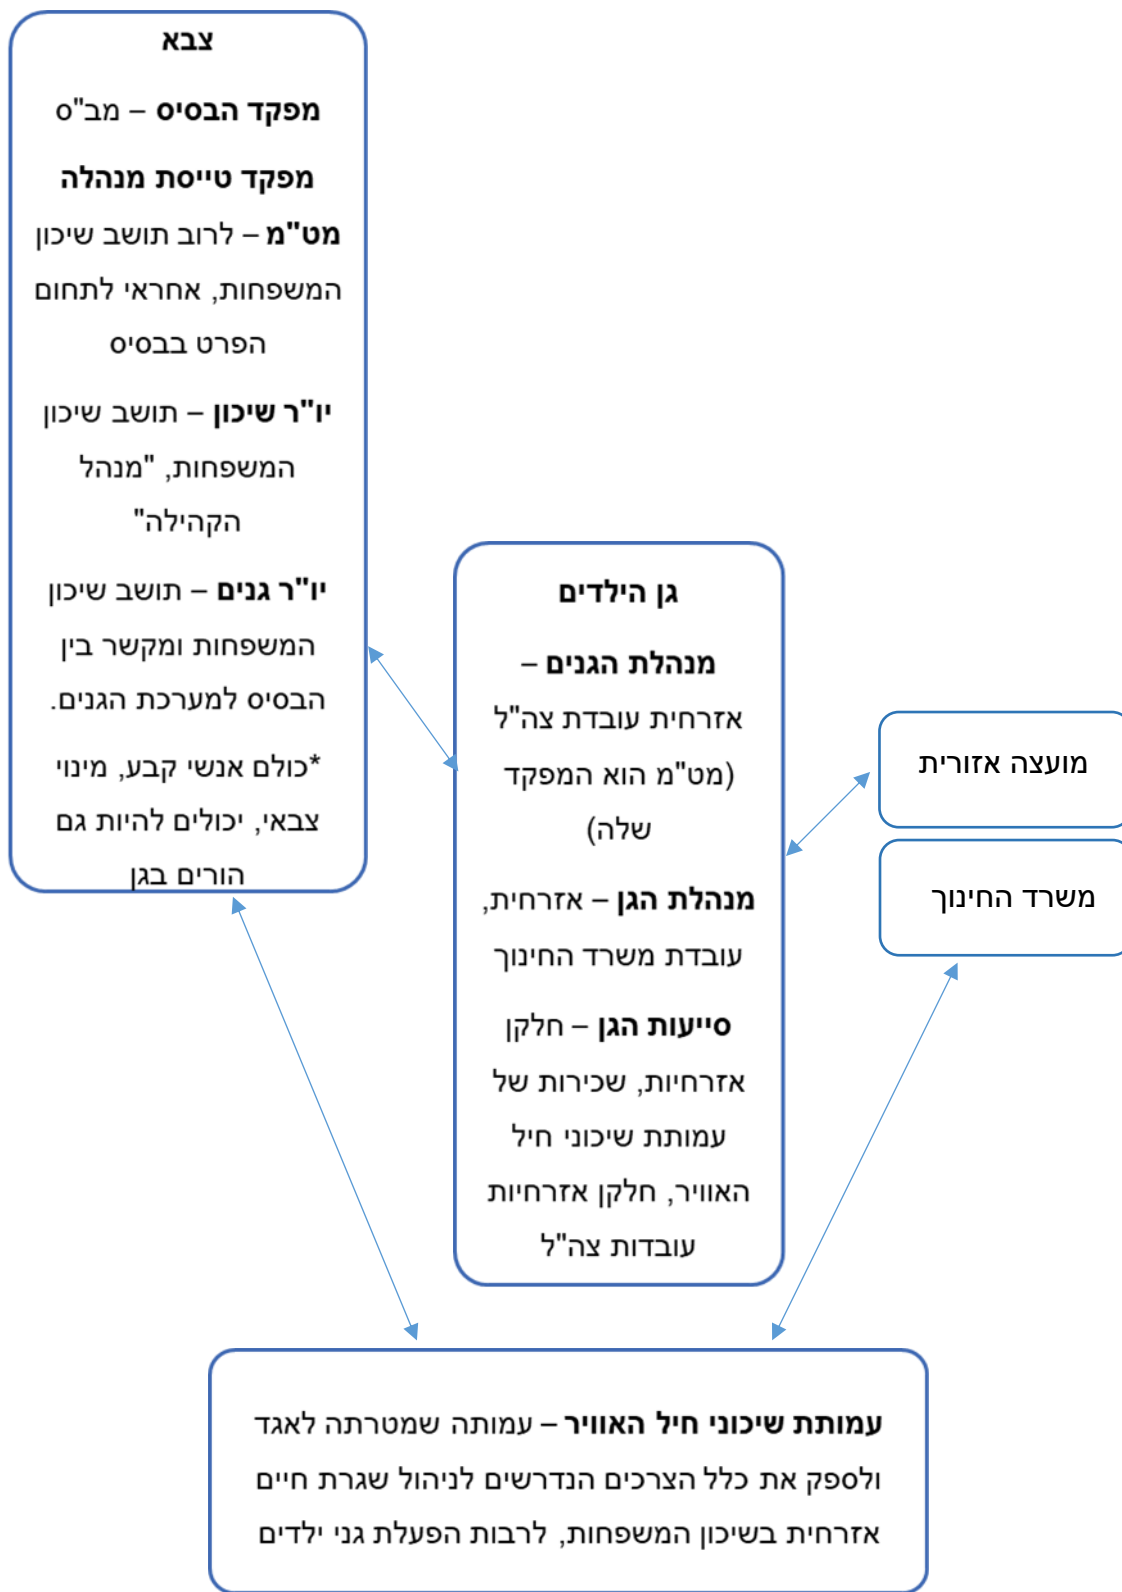 צבא
מפקד הבסיס – מב"ס
מפקד טייסת מנהלה
מט"מ – לרוב תושב שיכון
המשפחות, אחראי לתחום
הפרט בבסיס
יו"ר שיכון – תושב שיכון
המשפחות, "מנהל
הקהילה"
יו"ר גנים – תושב שיכון
המשפחות ומקשר בין
הבסיס למערכת הגנים.
*כולם אנשי קבע, מינוי
צבאי, יכולים להיות גם
הורים בגן
גן הילדים
מנהלת הגנים –
אזרחית עובדת צה"ל
(מט"מ הוא המפקד
שלה)
מנהלת הגן – אזרחית,
עובדת משרד החינוך
סייעות הגן – חלקן
אזרחיות, שכירות של
עמותת שיכוני חיל
האוויר, חלקן אזרחיות
עובדות צה"ל
מועצה אזורית
משרד החינוך
עמותת שיכוני חיל האוויר – עמותה שמטרתה לאגד
ולספק את כלל הצרכים הנדרשים לניהול שגרת חיים
אזרחית בשיכון המשפחות, לרבות הפעלת גני ילדים